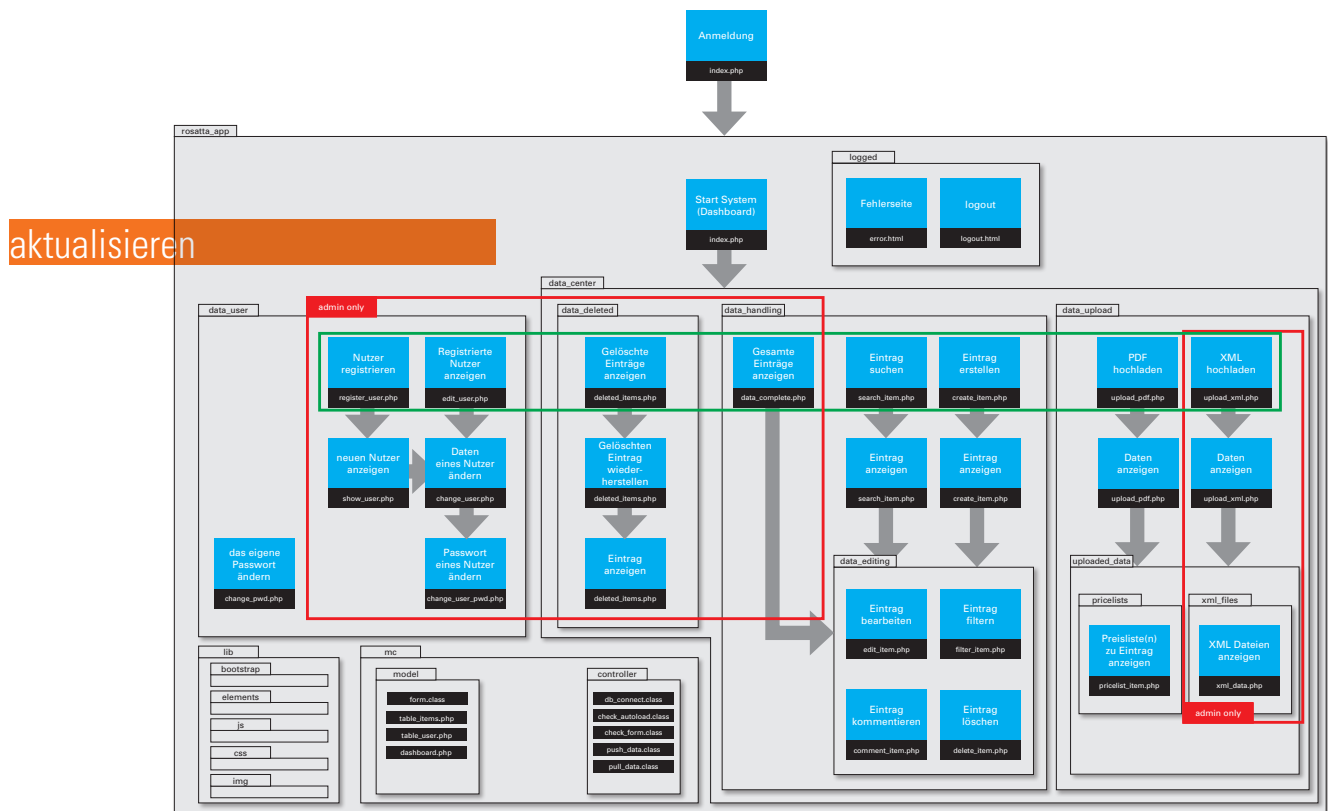 Anmeldung
index.php
rosatta_app
logged
Fehlerseite
error.html
logout
logout.html
Start System
(Dashboard)
index.php
aktualisieren
data_center
data_user
admin only
data_deleted
data_handling
data_upload
Nutzer
registrieren
register_user.php
Registrierte
Nutzer
anzeigen
edit_user.php
Gelöschte
Einträge
anzeigen
deleted_items.php
Gesamte
Einträge
anzeigen
data_complete.php
Eintrag
suchen
search_item.php
Eintrag
erstellen
create_item.php
PDF
hochladen
upload_pdf.php
XML
hochladen
upload_xml.php
neuen Nutzer
anzeigen
show_user.php
Daten
eines Nutzer
ändern
change_user.php
Gelöschten
Eintrag
wieder-
herstellen
deleted_items.php
Eintrag
anzeigen
search_item.php
Eintrag
anzeigen
create_item.php
Daten
anzeigen
upload_pdf.php
Daten
anzeigen
upload_xml.php
das eigene
Passwort
ändern
change_pwd.php
Passwort
eines Nutzer
ändern
change_user_pwd.php
Eintrag
anzeigen
deleted_items.php
data_editing
Eintrag
bearbeiten
edit_item.php
Eintrag
filtern
filter_item.php
Eintrag
kommentieren
comment_item.php
Eintrag
löschen
delete_item.php
uploaded_data
pricelists
Preisliste(n)
zu Eintrag
anzeigen
pricelist_item.php
xml_files
XML Dateien
anzeigen
xml_data.php
admin only
lib
bootstrap
elements
js
css
img
mc
model
form.class
table_items.php
table_user.php
dashboard.php
controller
db_connect.class
check_autoload.class
check_form.class
push_data.class
pull_data.class